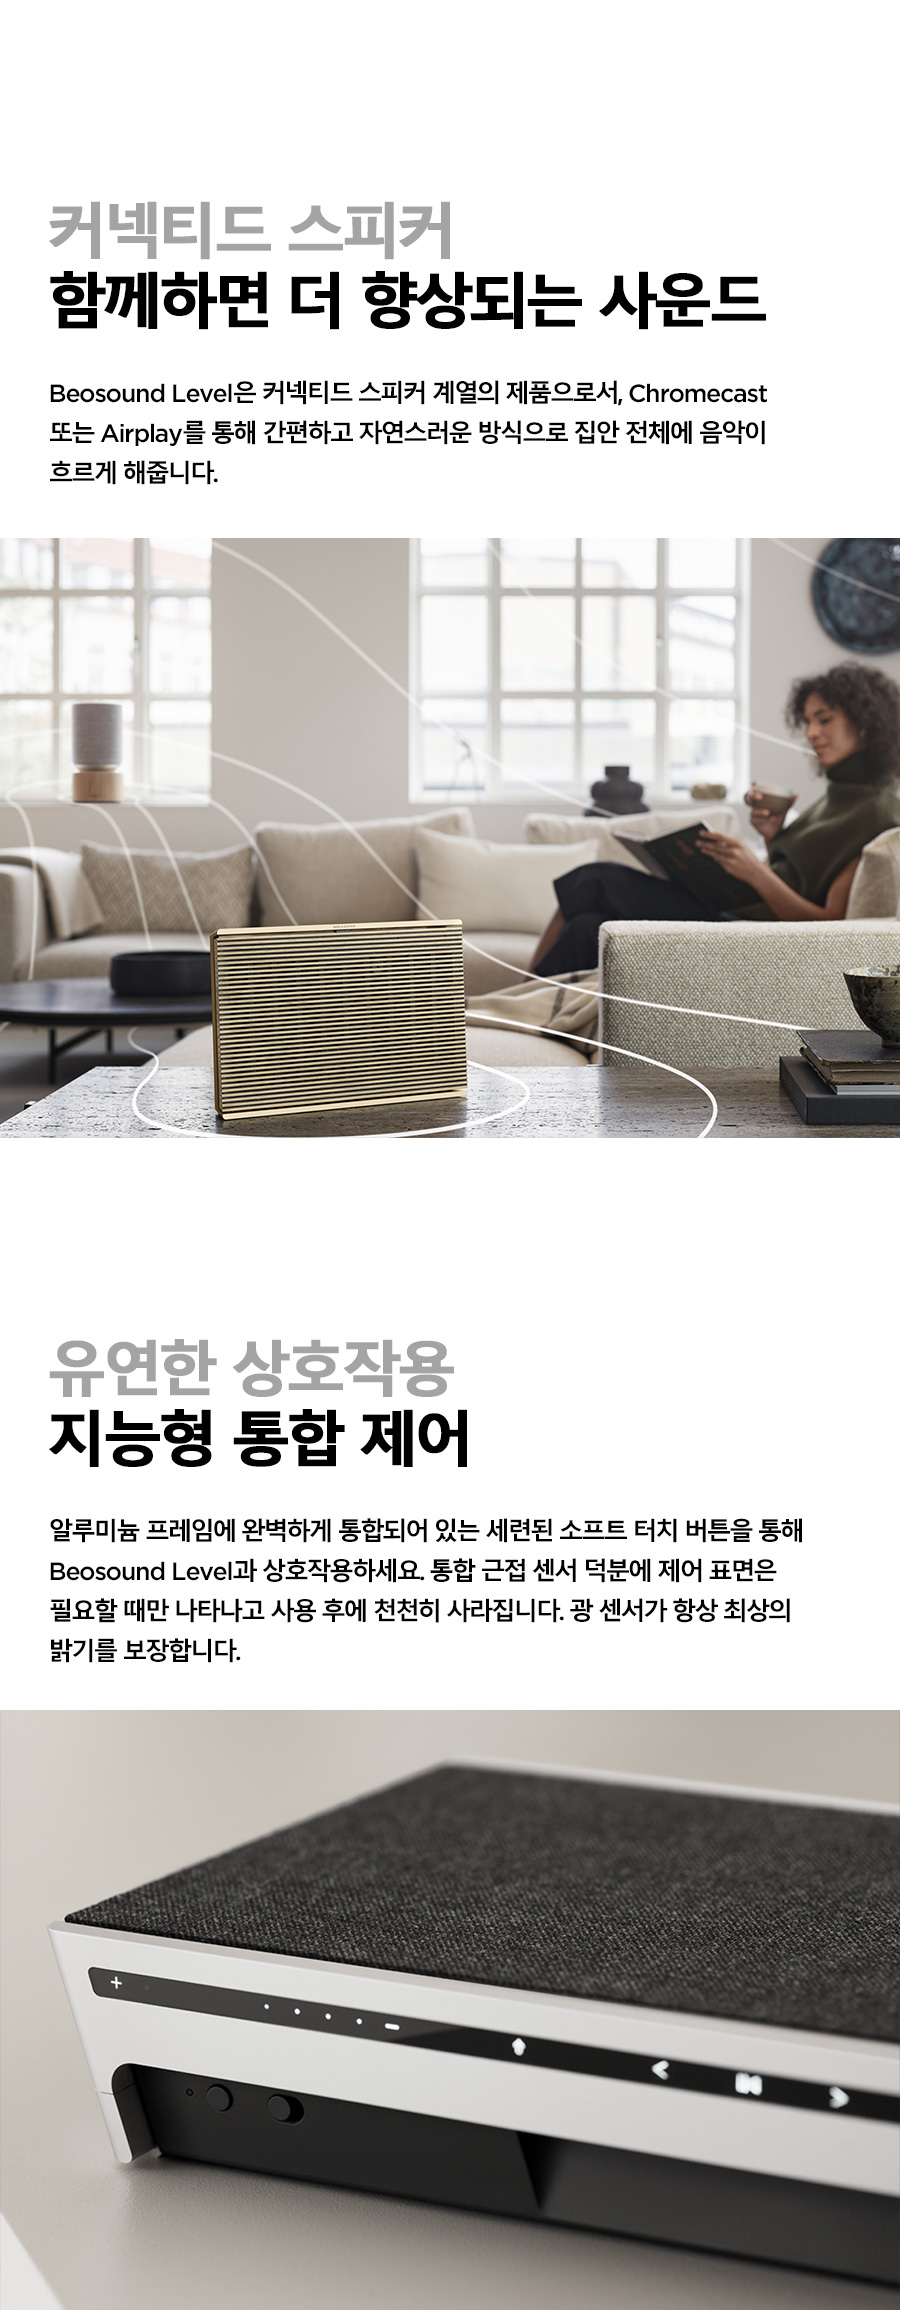 커넥티드 스피커
함께하면 더 향상되는 사운드
Beosound Level은 커넥티드 스피커 계열의 제품으로서, Chromecast
또는 Airplay를 통해 간편하고 자연스러운 방식으로 집안 전체에 음악이
흐르게 해줍니다.
유연한 상호작용
지능형 통합 제어
알루미늄 프레임에 완벽하게 통합되어 있는 세련된 소프트 터치 버튼을 통해
Beosound Level과 상호작용하세요. 통합 근접 센서 덕분에 제어 표면은
필요할 때만 나타나고 사용 후에 천천히 사라집니다. 광 센서가 항상 최상의
밝기를 보장합니다.